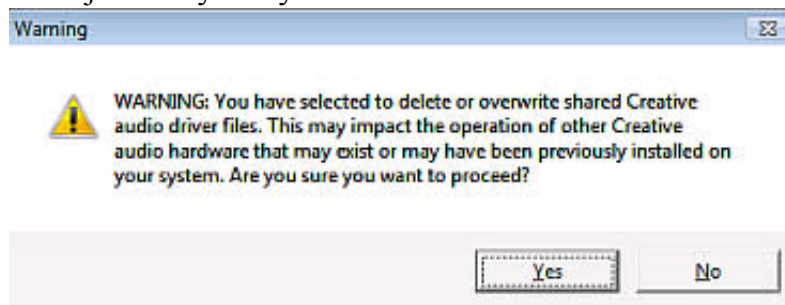 Warning
WARNING: You have selected to delete or overwrite shared Creative
audio driver files. This may impact the operation of other Creative
audio hardware that may exist or may have been previously installed on
your system. Are you sure you want to proceed?
Yes
No